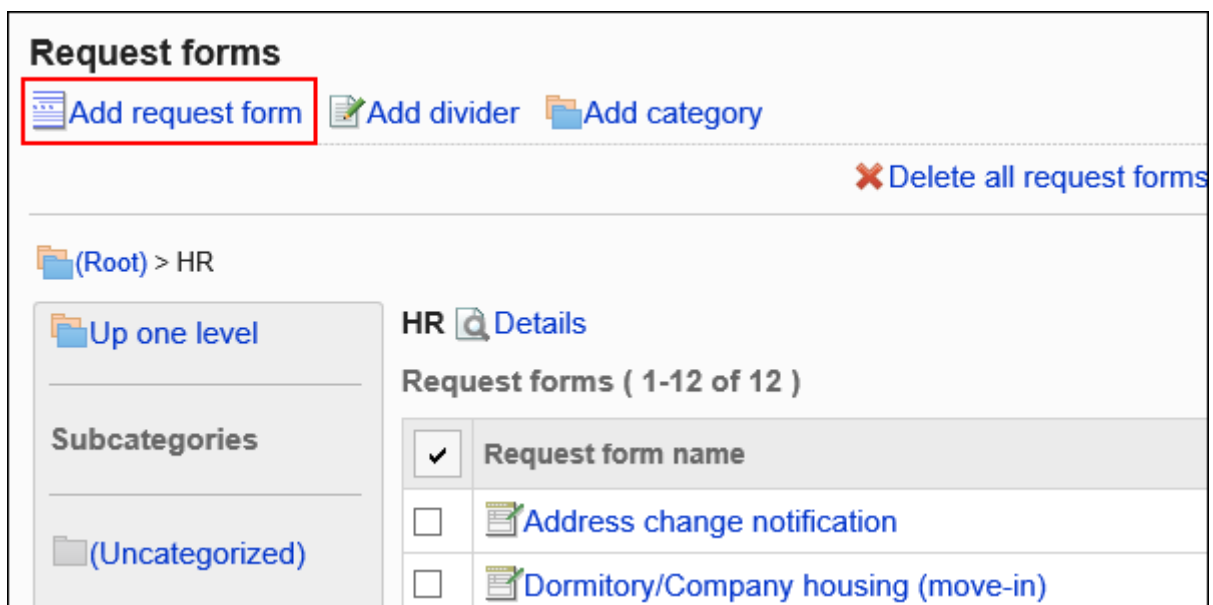 Request forms
Add request form Add divider Add category
Delete all request forms
(Root) > HR
Up one level
Subcategories
(Uncategorized)
HR Details
Request forms ( 1-12 of 12 )
Request form name
Address change notification
Dormitory/Company housing (move-in)